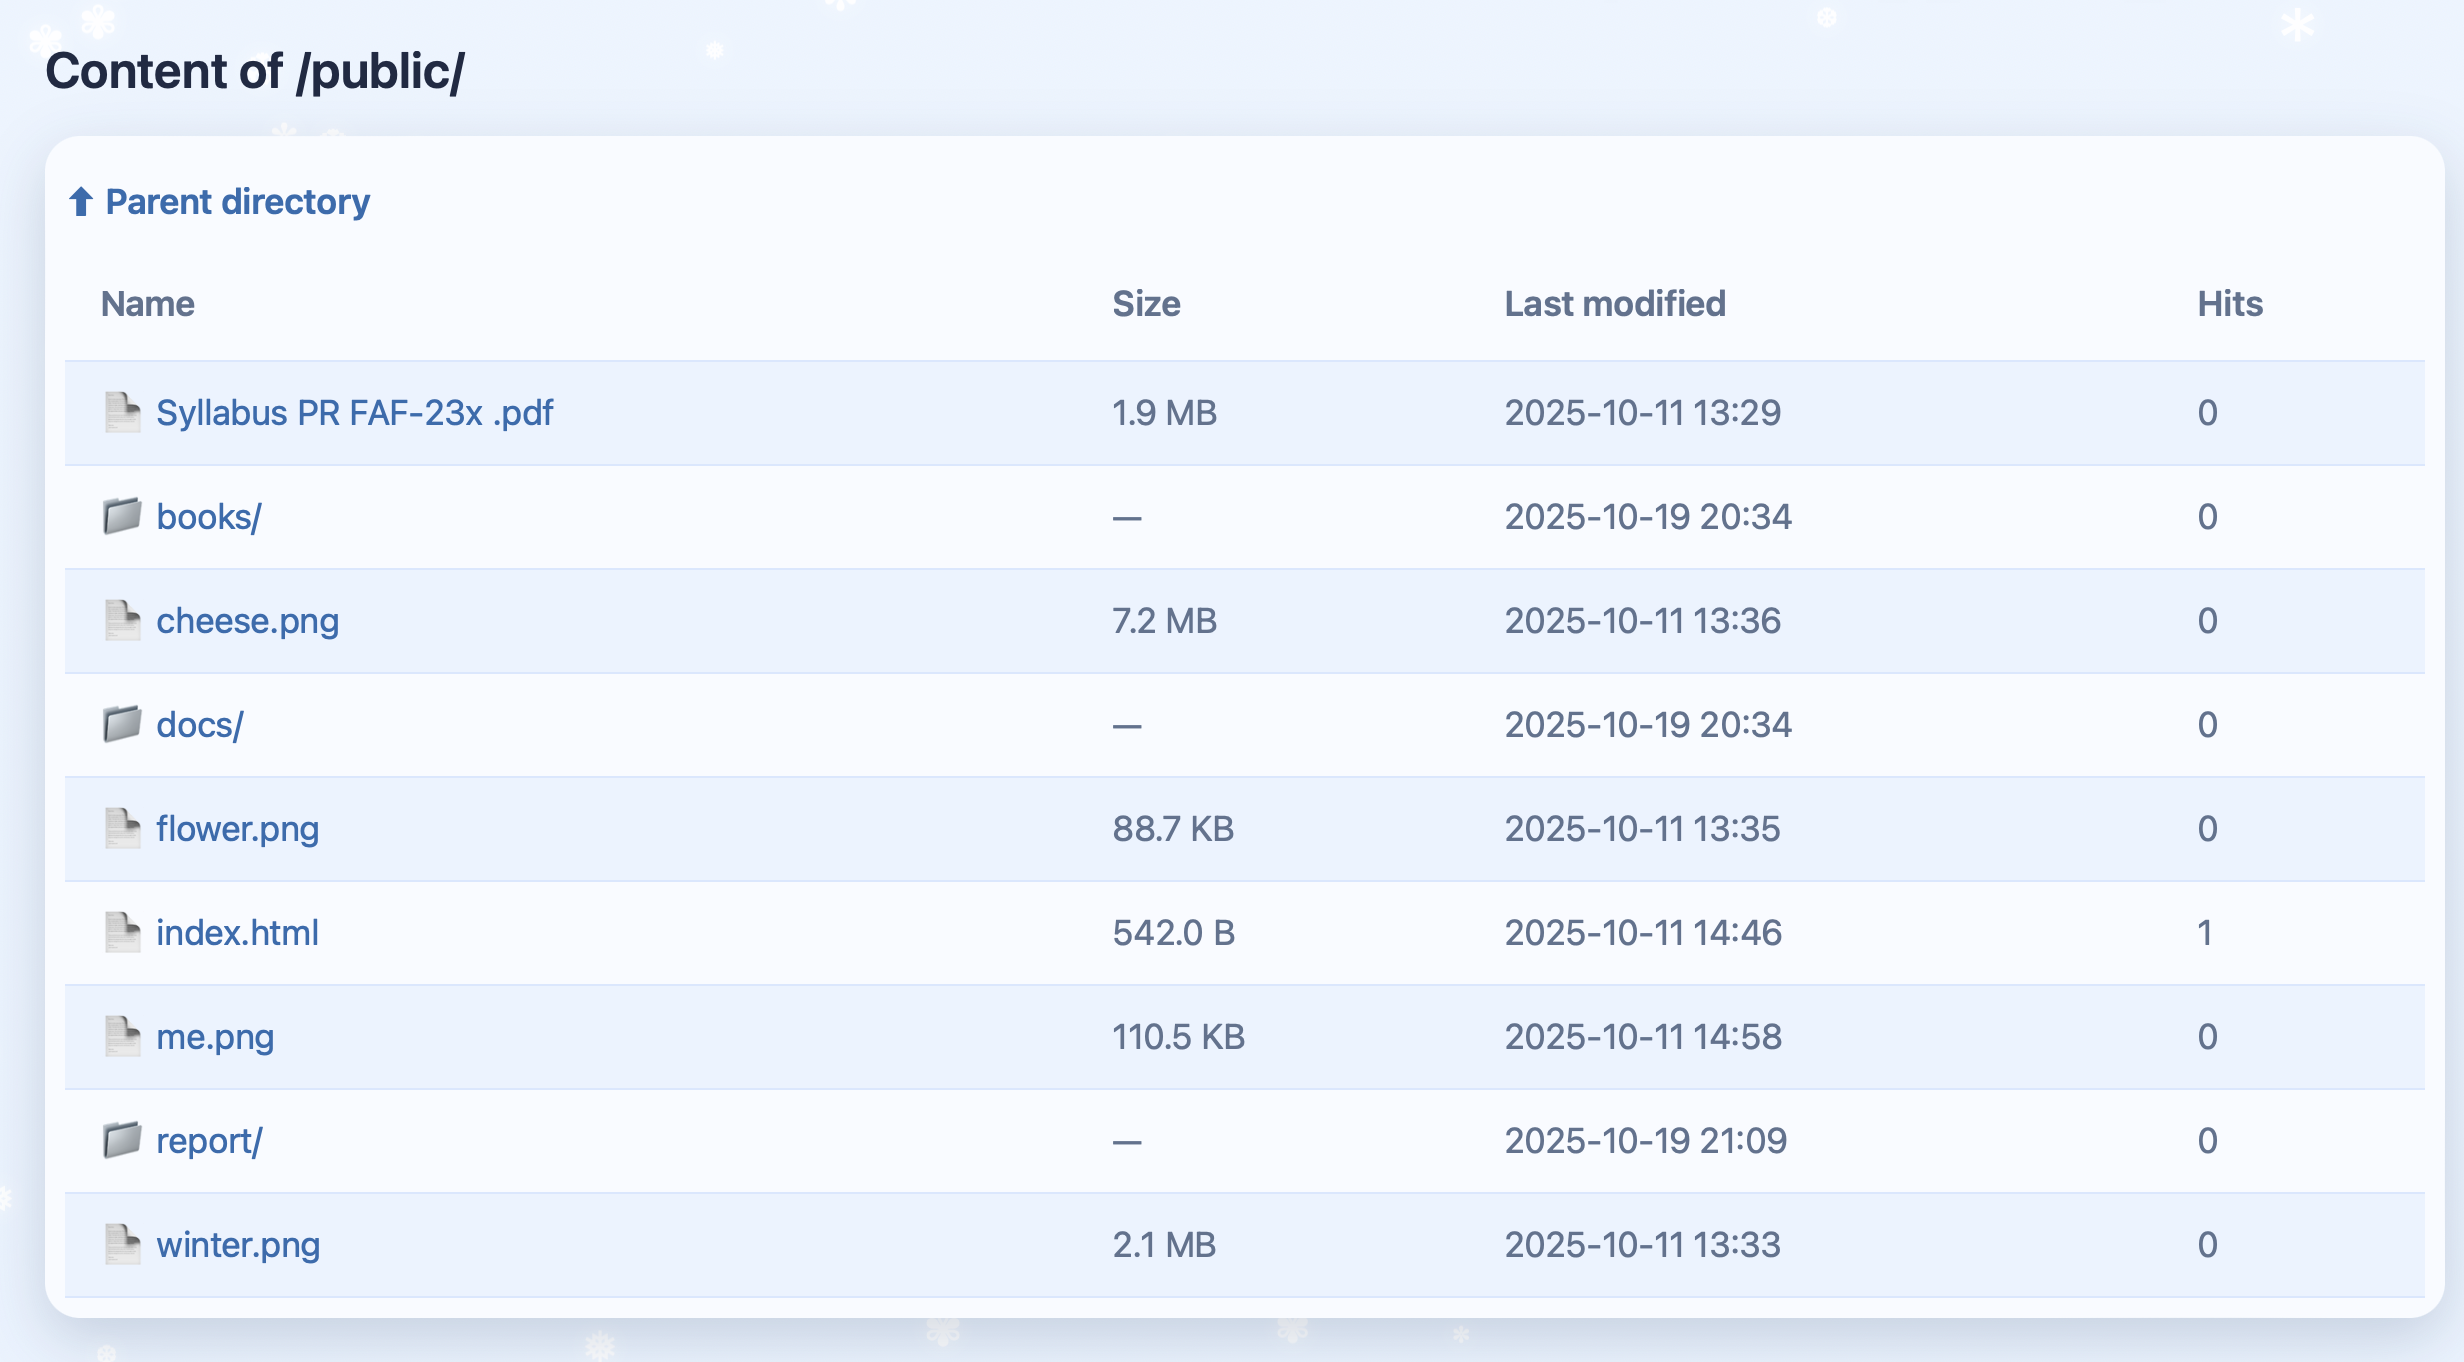 Content of /public/
⬆ Parent directory
Name Size Last modified Hits
Syllabus PR FAF-23x .pdf 1.9 MB 2025-10-11 13:29 0
books/ — 2025-10-19 20:34 0
cheese.png 7.2 MB 2025-10-11 13:36 0
docs/ — 2025-10-19 20:34 0
flower.png 88.7 KB 2025-10-11 13:35 0
index.html 542.0 B 2025-10-11 14:46 1
me.png 110.5 KB 2025-10-11 14:58 0
report/ — 2025-10-19 21:09 0
winter.png 2.1 MB 2025-10-11 13:33 0